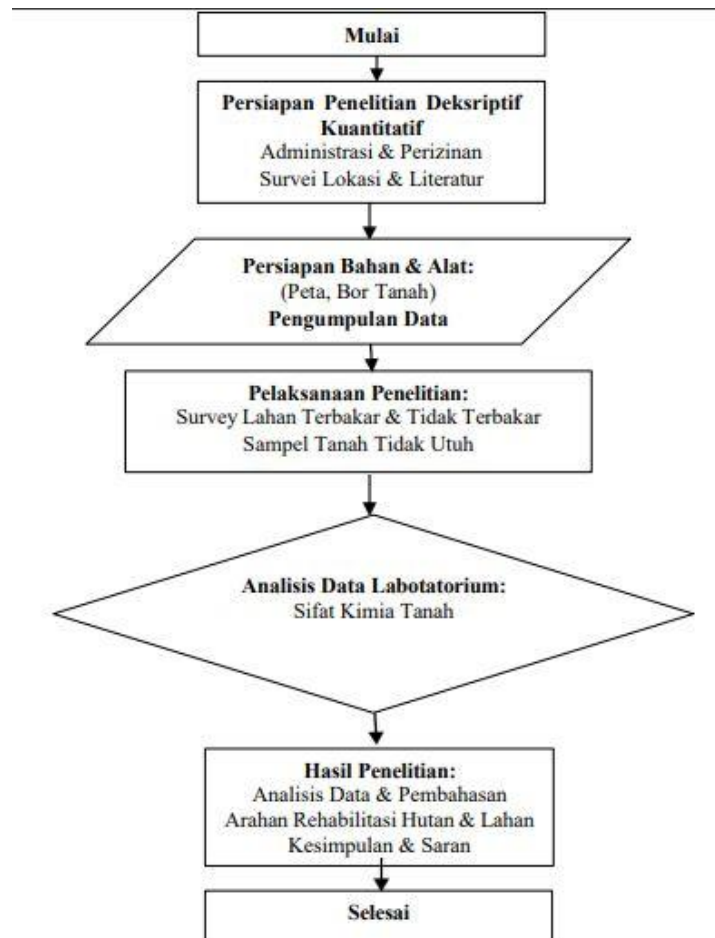 Mulai
Persiapan Penelitian Deksriptif
Kuantitatif
Administrasi & Perizinan
Survei Lokasi & Literatur
Persiapan Bahan & Alat:
(Peta, Bor Tanah)
Pengumpulan Data
Pelaksanaan Penelitian:
Survey Lahan Terbakar & Tidak Terbakar
Sampel Tanah Tidak Utuh
Analisis Data Labotatorium:
Sifat Kimia Tanah
Hasil Penelitian:
Analisis Data & Pembahasan
Arahan Rehabilitasi Hutan & Lahan
Kesimpulan & Saran
Selesai